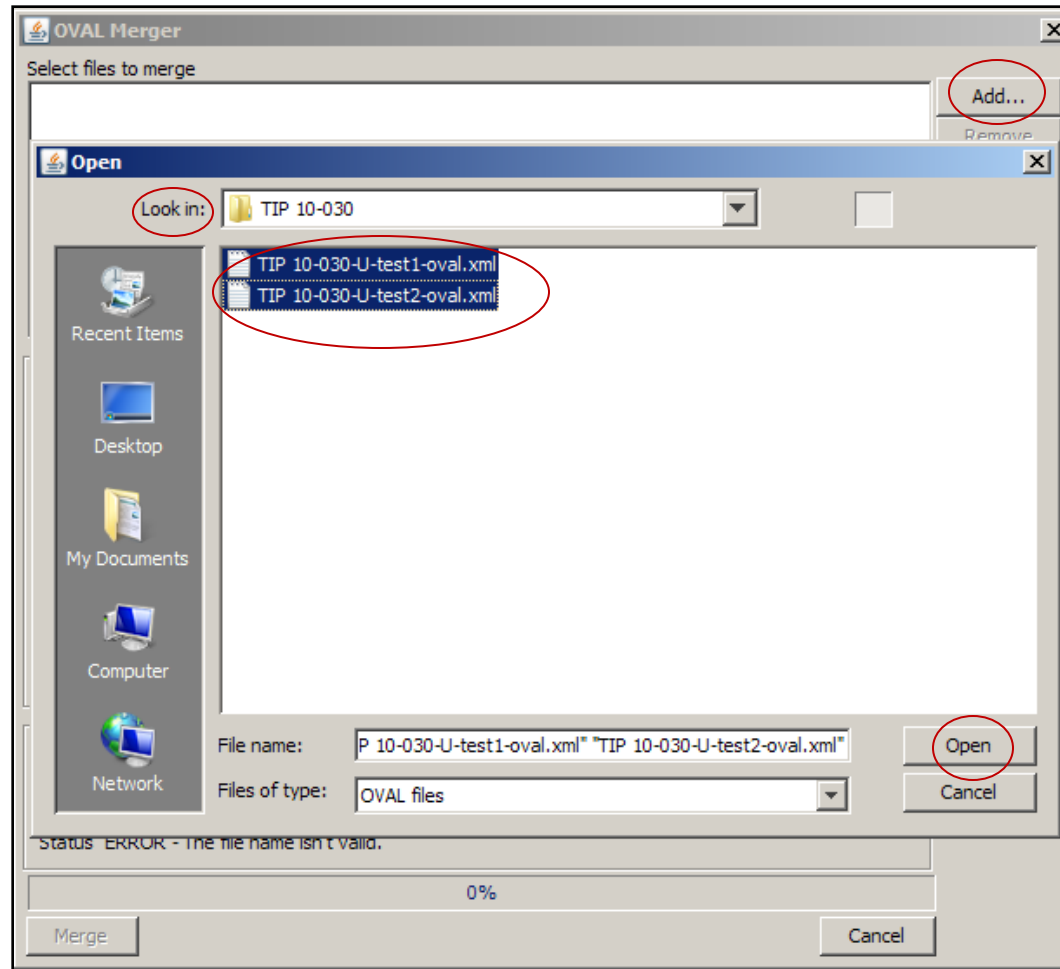 OVAL Merger
Select files to merge
Add...
Remove
Open
Look in:
TIP 10-030
TIP 10-030-U-test1-oval.xml
TIP 10-030-U-test2-oval.xml
Recent Items
Desktop
My Documents
Computer
Network
File name:
P 10-030-U-test1-oval.xml" "TIP 10-030-U-test2-oval.xml"
Open
Files of type:
OVAL files
Cancel
Status ERROR - The file name isn't valid.
0%
Merge
Cancel